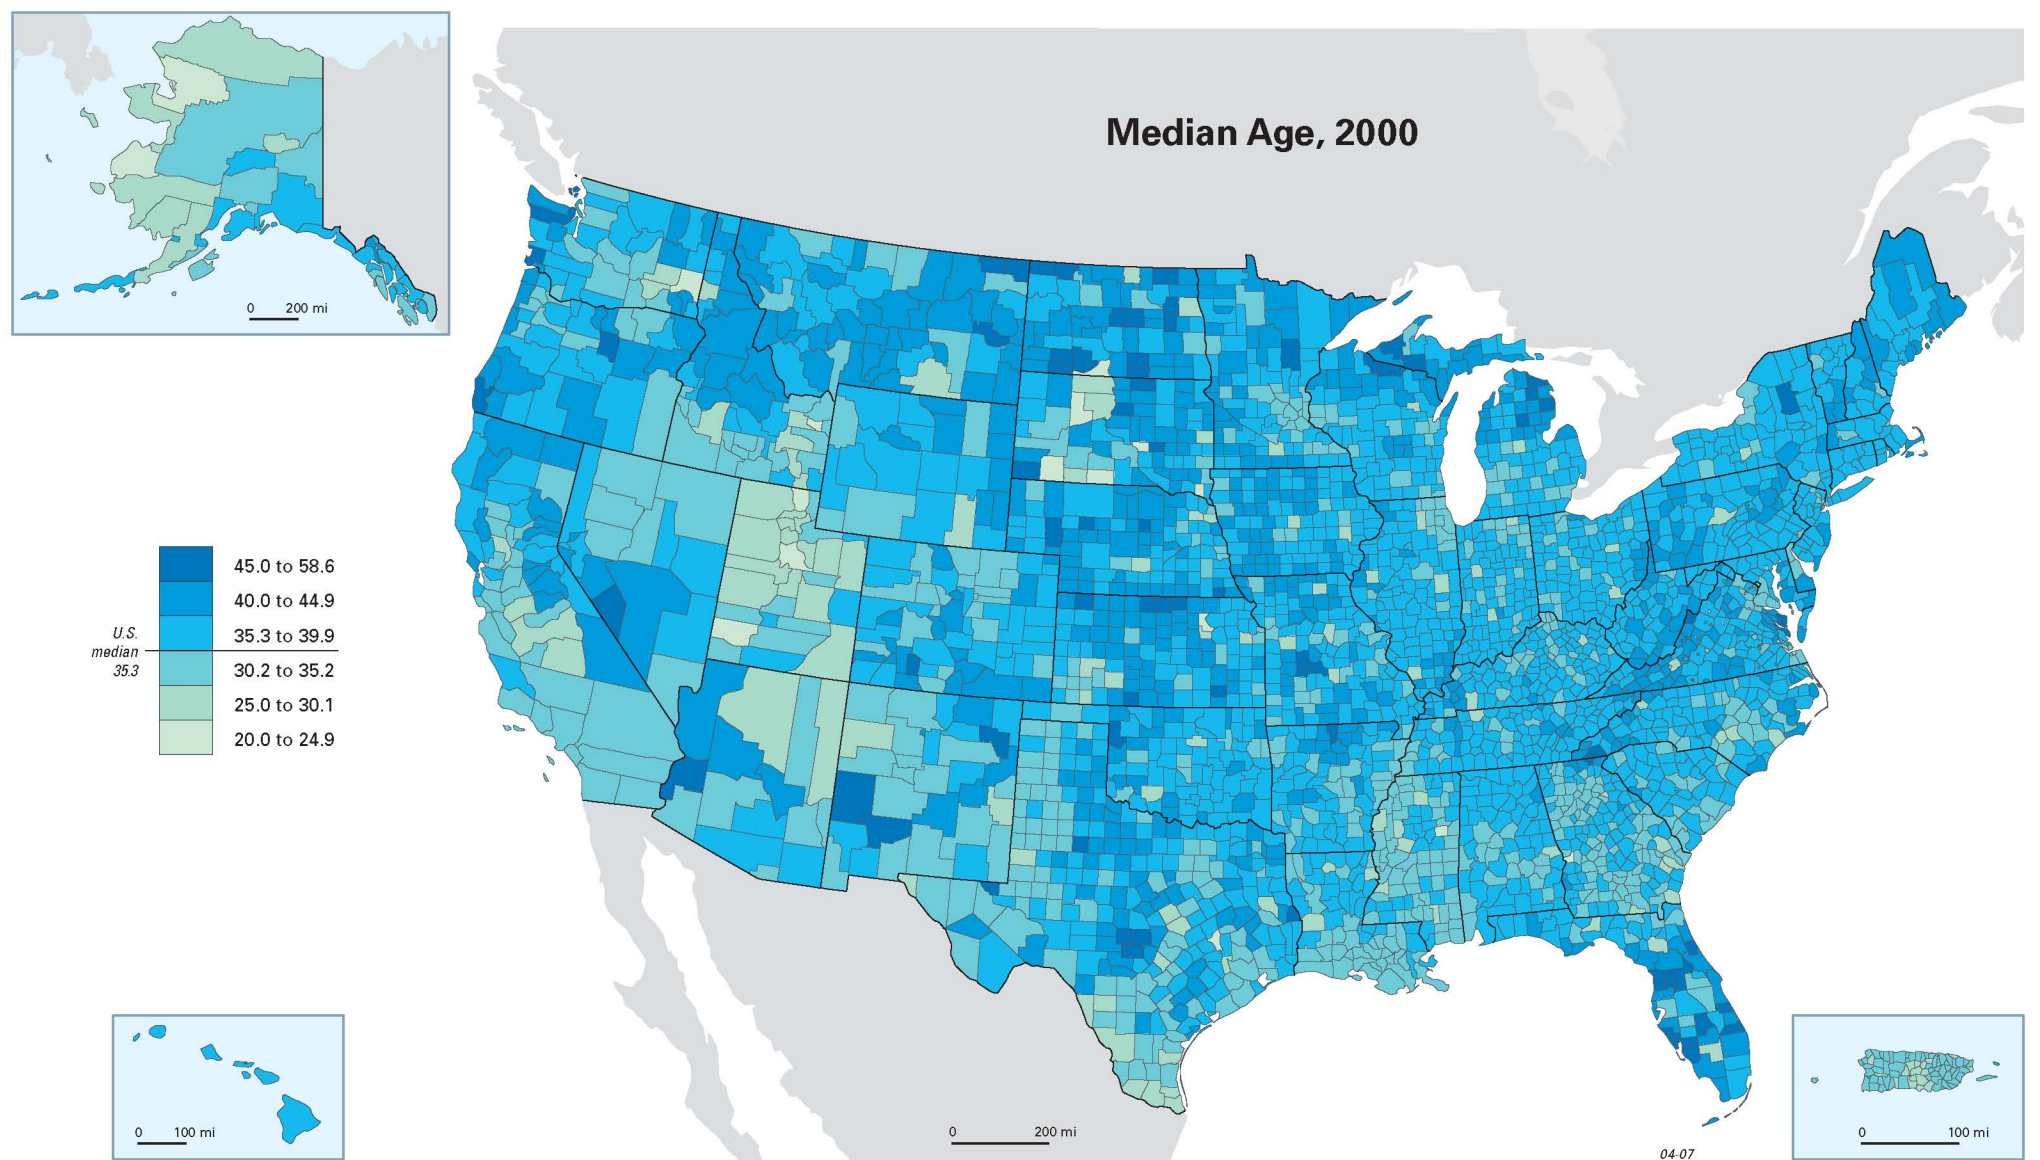 Median Age, 2000
0 200 mi
45.0 to 58.6
40.0 to 44.9
35.3 to 39.9
30.2 to 35.2
25.0 to 30.1
20.0 to 24.9
U.S.
median
35.3
0 100 mi
0 200 mi
0 100 mi
04-07